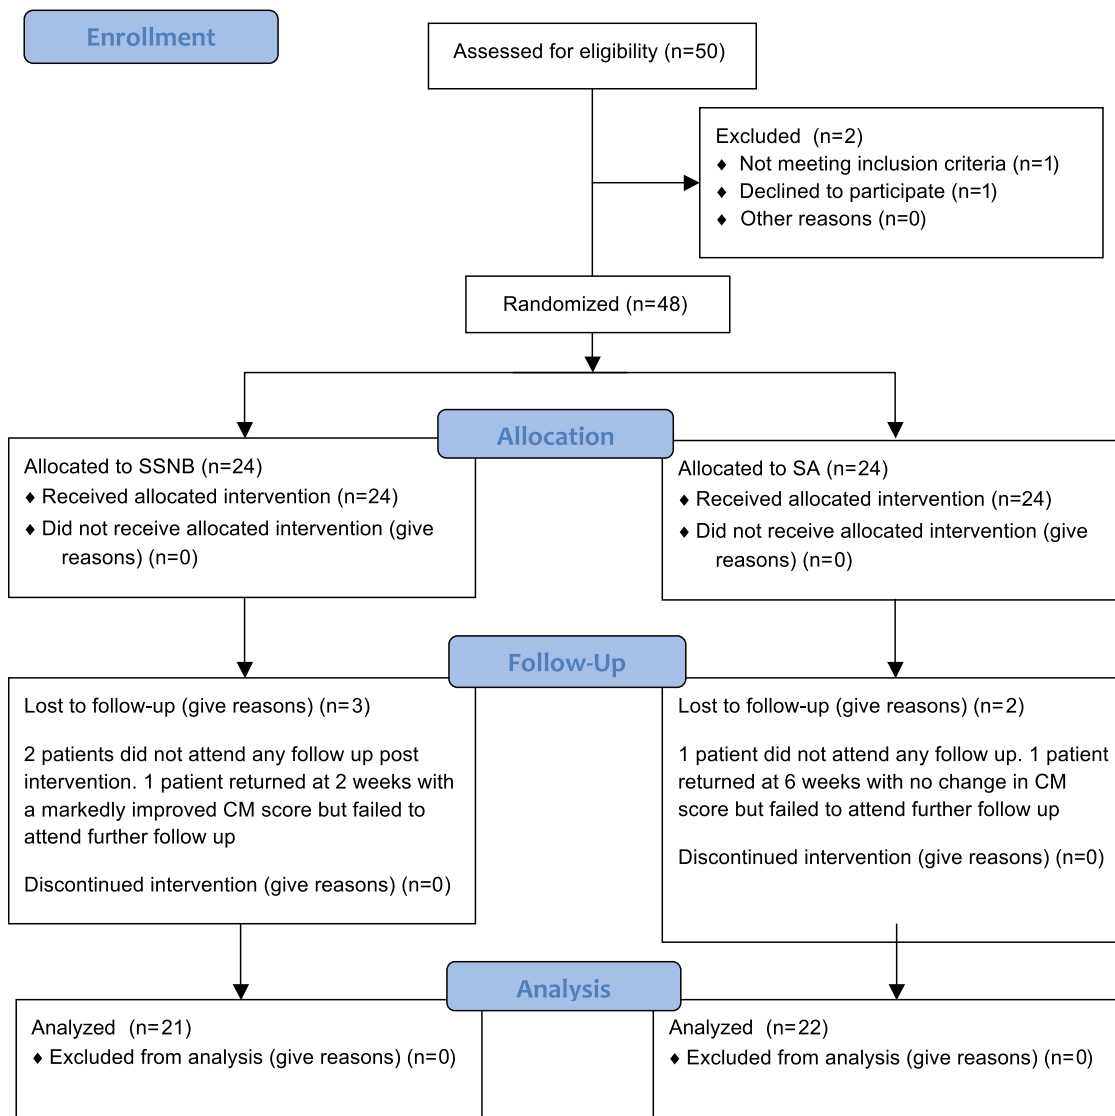 Enrollment
Assessed for eligibility (n=50)
Excluded (n=2)
♦ Not meeting inclusion criteria (n=1)
♦ Declined to participate (n=1)
♦ Other reasons (n=0)
Randomized (n=48)
Allocation
Allocated to SSNB (n=24)
♦ Received allocated intervention (n=24)
♦ Did not receive allocated intervention (give
reasons) (n=0)
Allocated to SA (n=24)
♦ Received allocated intervention (n=24)
♦ Did not receive allocated intervention (give
reasons) (n=0)
Follow-Up
Lost to follow-up (give reasons) (n=3)
2 patients did not attend any follow up post
intervention. 1 patient returned at 2 weeks with
a markedly improved CM score but failed to
attend further follow up
Discontinued intervention (give reasons) (n=0)
Lost to follow-up (give reasons) (n=2)
1 patient did not attend any follow up. 1 patient
returned at 6 weeks with no change in CM
score but failed to attend further follow up
Discontinued intervention (give reasons) (n=0)
Analysis
Analyzed (n=21)
♦ Excluded from analysis (give reasons) (n=0)
Analyzed (n=22)
♦ Excluded from analysis (give reasons) (n=0)